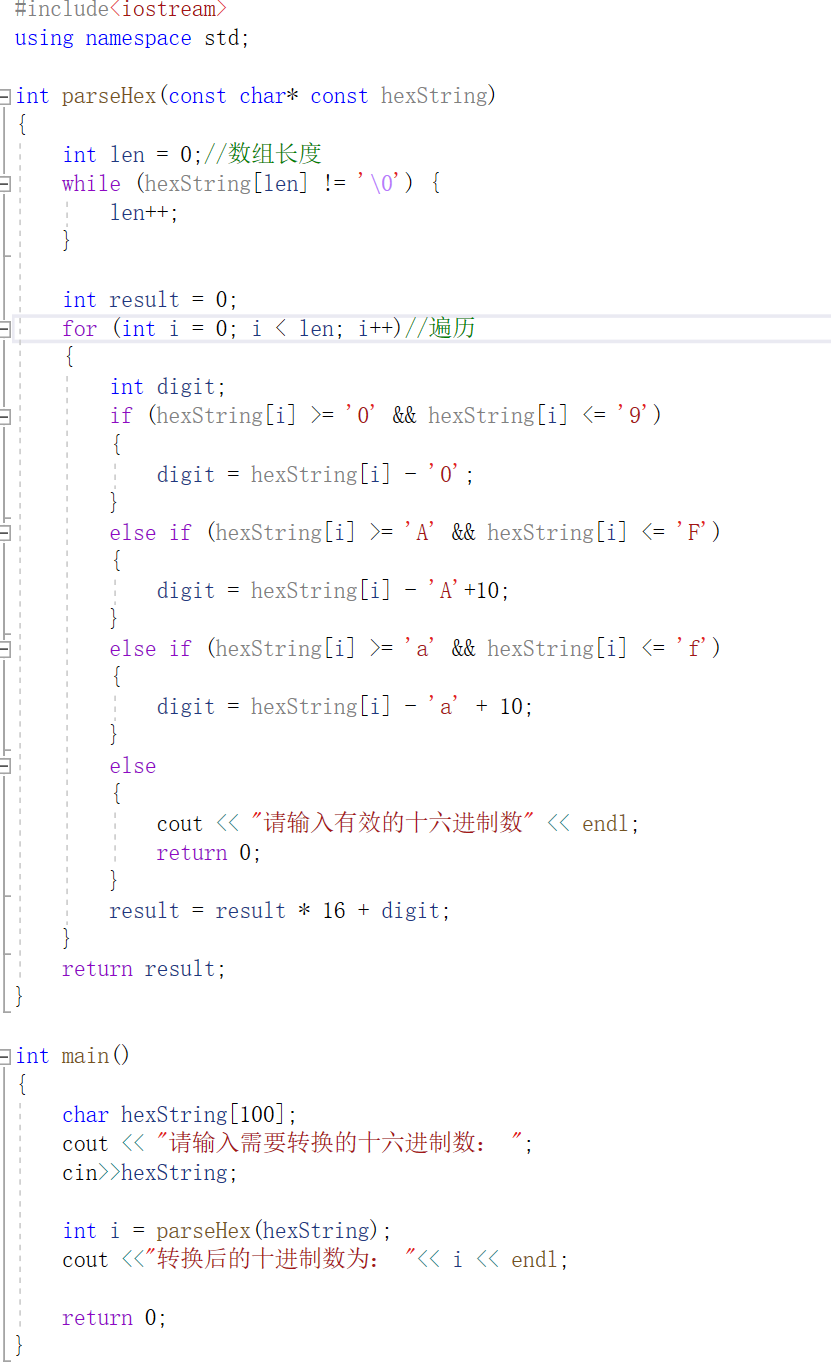 #include<iostream>
using namespace std;
int parseHex(const char* const hexString)
{
int len = 0;//数组长度
while (hexString[len] != '\0') {
len++;
}
int result = 0;
for (int i = 0; i < len; i++)//遍历
{
int digit;
if (hexString[i] >= '0' && hexString[i] <= '9')
{
digit = hexString[i] - '0';
}
else if (hexString[i] >= 'A' && hexString[i] <= 'F')
{
digit = hexString[i] - 'A'+10;
}
else if (hexString[i] >= 'a' && hexString[i] <= 'f')
{
digit = hexString[i] - 'a' + 10;
}
else
{
cout << "请输入有效的十六进制数" << endl;
return 0;
}
result = result * 16 + digit;
}
return result;
}
int main()
{
char hexString[100];
cout << "请输入需要转换的十六进制数： ";
cin>>hexString;
int i = parseHex(hexString);
cout <<"转换后的十进制数为： "<< i << endl;
return 0;
}